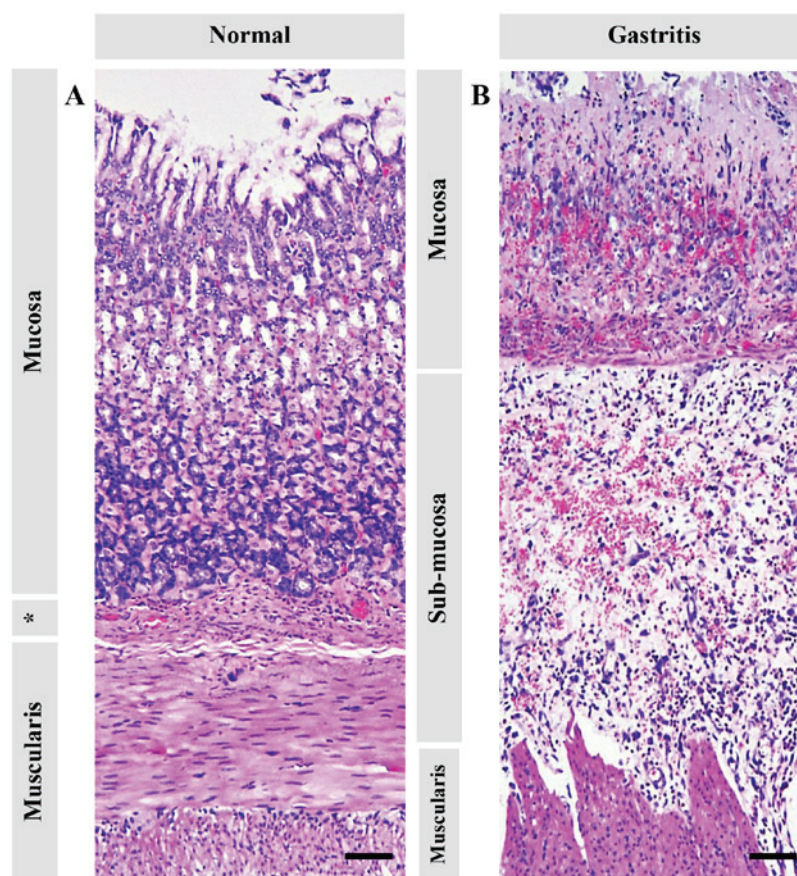 Normal
Gastritis
A
B
Mucosa
*
Muscularis
Mucosa
Sub-mucosa
Muscularis